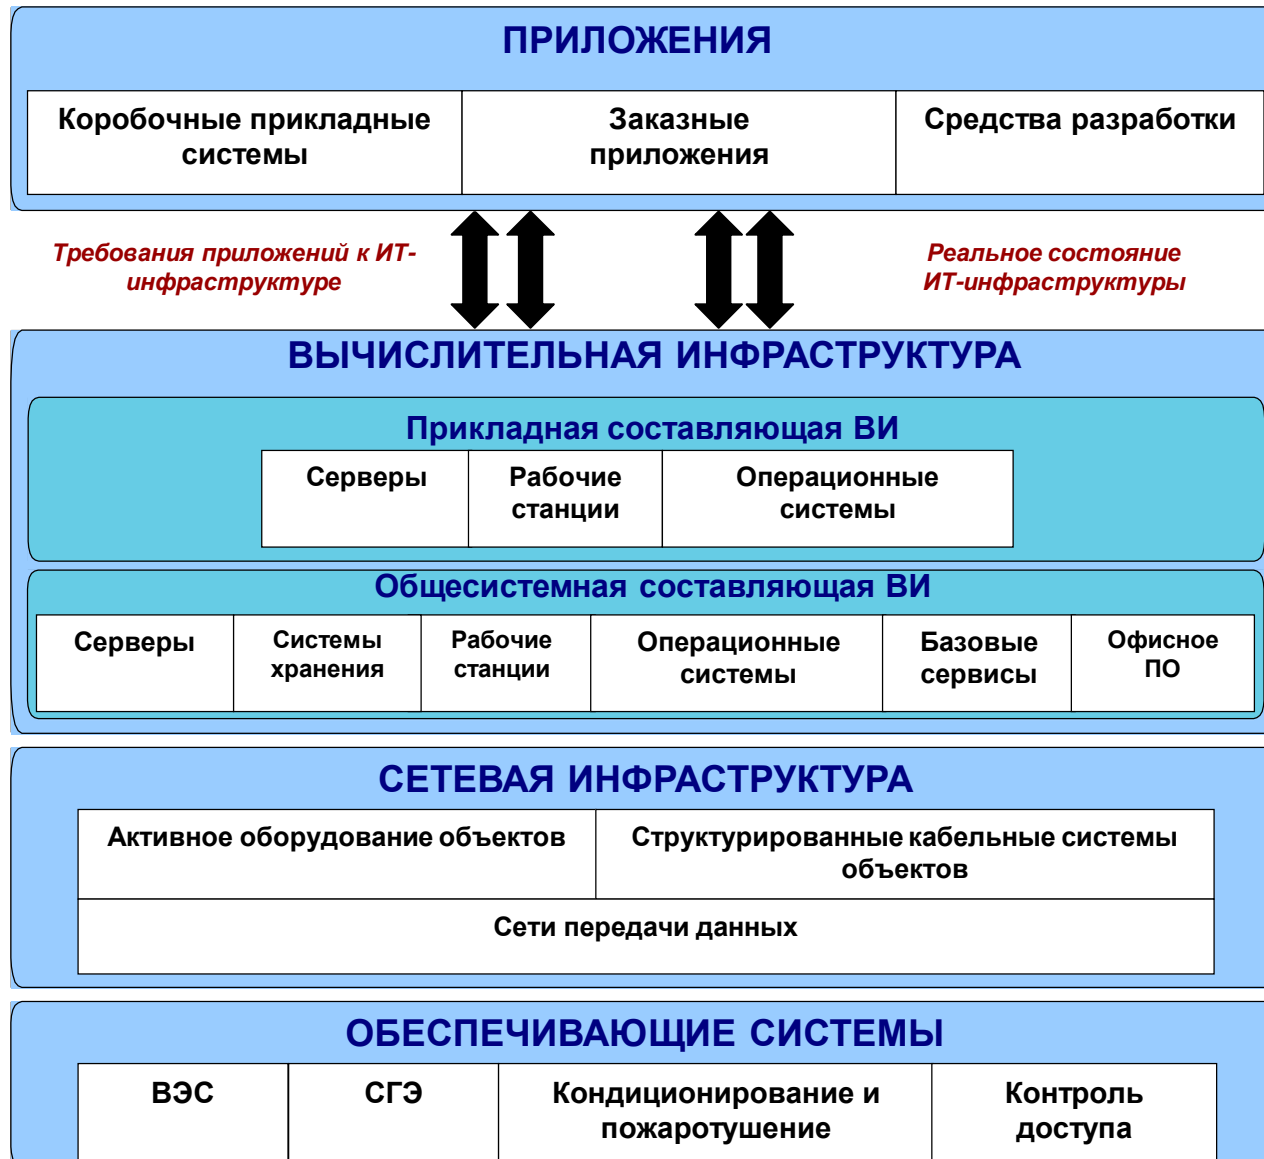 ПРИЛОЖЕНИЯ
Коробочные прикладные
системы
Заказные
приложения
Средства разработки
Требования приложений к ИТ-
инфраструктуре
Реальное состояние
ИТ-инфраструктуры
ВЫЧИСЛИТЕЛЬНАЯ ИНФРАСТРУКТУРА
Прикладная составляющая ВИ
Серверы
Рабочие
станции
Операционные
системы
Общесистемная составляющая ВИ
Серверы
Системы
хранения
Рабочие
станции
Операционные
системы
Базовые
сервисы
Офисное
ПО
СЕТЕВАЯ ИНФРАСТРУКТУРА
Активное оборудование объектов
Структурированные кабельные системы
объектов
Сети передачи данных
ОБЕСПЕЧИВАЮЩИЕ СИСТЕМЫ
ВЭС
СГЭ
Кондиционирование и
пожаротушение
Контроль
доступа